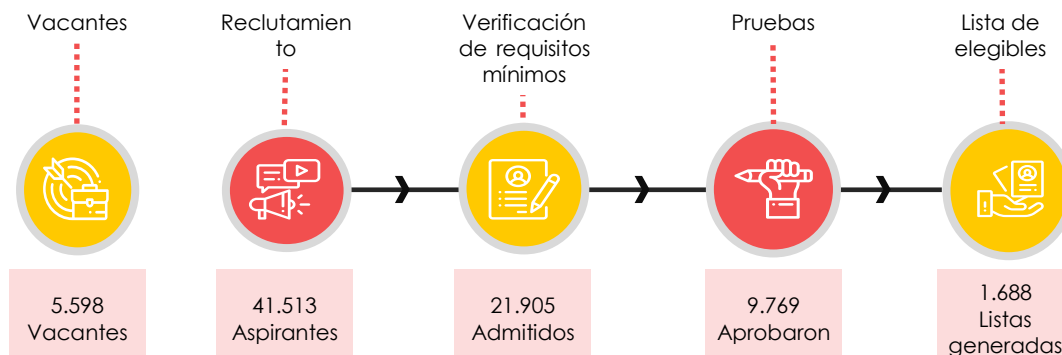 Vacantes
Reclutamien
to
Verificación
de requisitos
mínimos
Pruebas
Lista de
elegibles
5.598
Vacantes
41.513
Aspirantes
21.905
Admitidos
9.769
Aprobaron
1.688
Listas
generadas